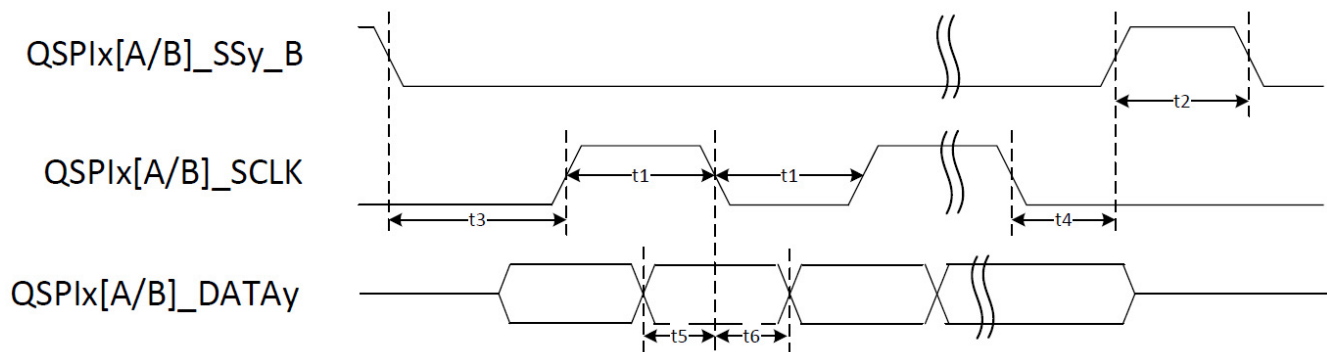 QSPIx[A/B]_SSy_B
t2
QSPIx[A/B]_SCLK
t1
t1
t3
t4
QSPIx[A/B]_DATAy
t5
t6